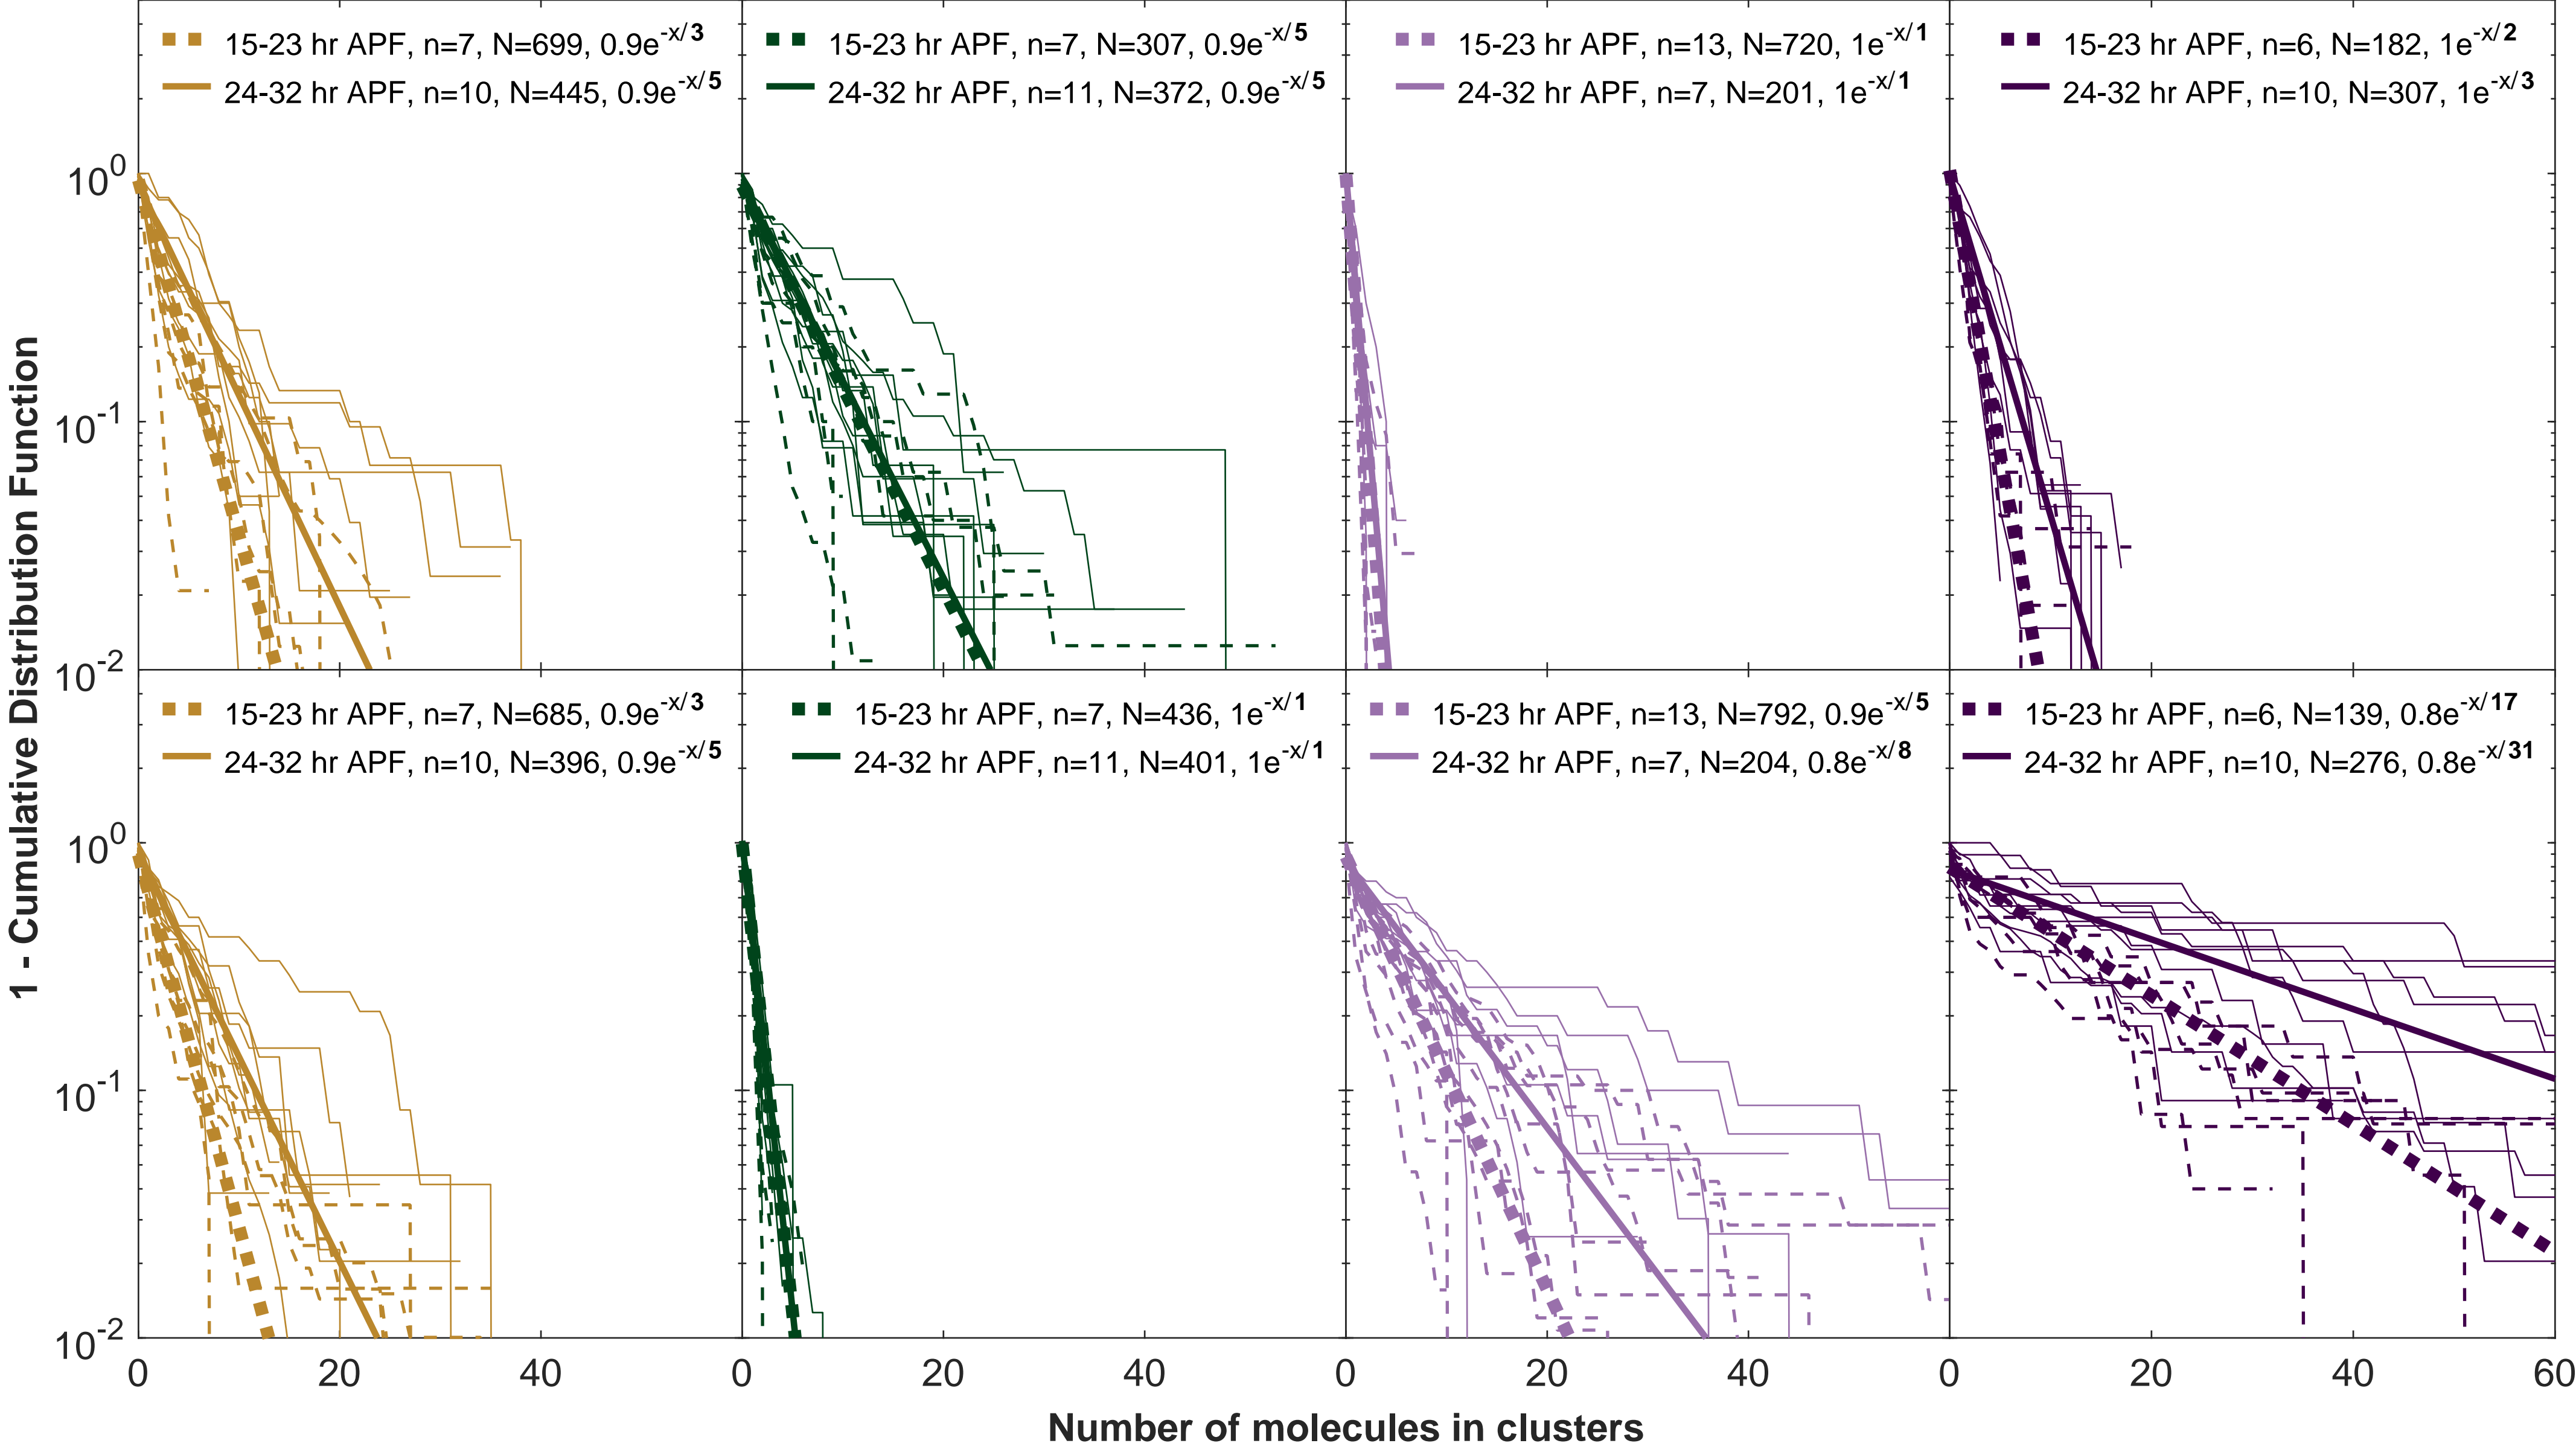 1 - Cumulative Distribution Function
15-23 hr APF, n=7, N=699, 0.9e^-x/3
24-32 hr APF, n=10, N=445, 0.9e^-x/5
15-23 hr APF, n=7, N=307, 0.9e^-x/5
24-32 hr APF, n=11, N=372, 0.9e^-x/5
15-23 hr APF, n=13, N=720, 1e^-x/1
24-32 hr APF, n=7, N=201, 1e^-x/1
15-23 hr APF, n=6, N=182, 1e^-x/2
24-32 hr APF, n=10, N=307, 1e^-x/3
10^0
10^-1
10^-2
15-23 hr APF, n=7, N=685, 0.9e^-x/3
24-32 hr APF, n=10, N=396, 0.9e^-x/5
15-23 hr APF, n=7, N=436, 1e^-x/1
24-32 hr APF, n=11, N=401, 1e^-x/1
15-23 hr APF, n=13, N=792, 0.9e^-x/5
24-32 hr APF, n=7, N=204, 0.8e^-x/8
15-23 hr APF, n=6, N=139, 0.8e^-x/17
24-32 hr APF, n=10, N=276, 0.8e^-x/31
10^0
10^-1
10^-2
0 20 40 0 20 40 0 20 40 0 20 40 60
Number of molecules in clusters